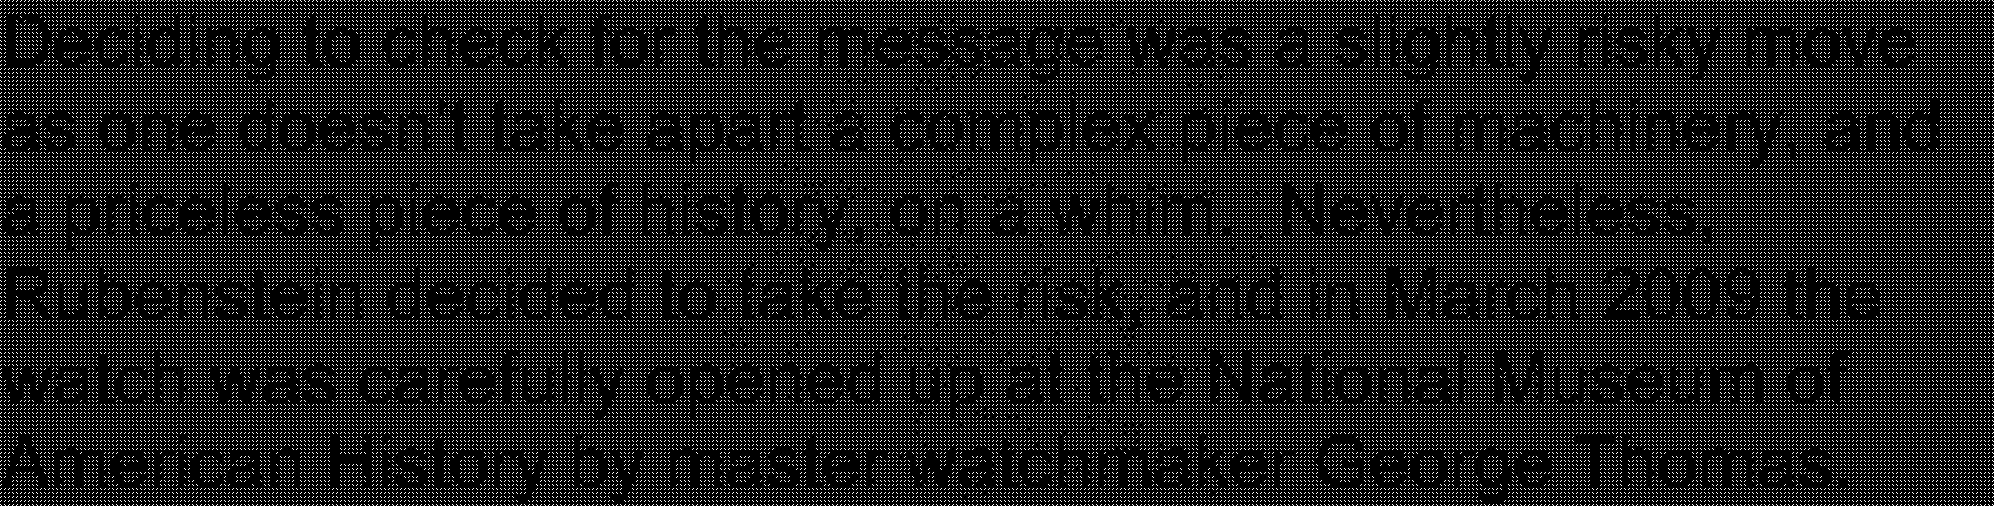 Deciding to check for the message was a slightly risky move
as one doesn't take apart a complex piece of machinery, and
a priceless piece of history, on a whim.  Nevertheless,
Rubenstein decided to take the risk, and in March 2009 the
watch was carefully opened up at the National Museum of
American History by master watchmaker George Thomas.